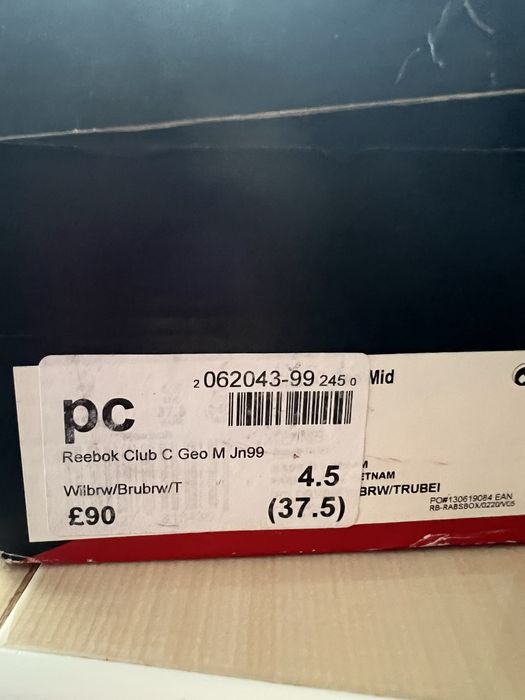 2 062043-99 245 0
pc
Reebok Club C Geo M Jn99
Wilbrw/Brubrw/T
4.5
£90
(37.5)
Mid
M
ETNAM
BRW/TRUBEI
PO#130619084 EAN
RB-RABSBOX/0220/V05